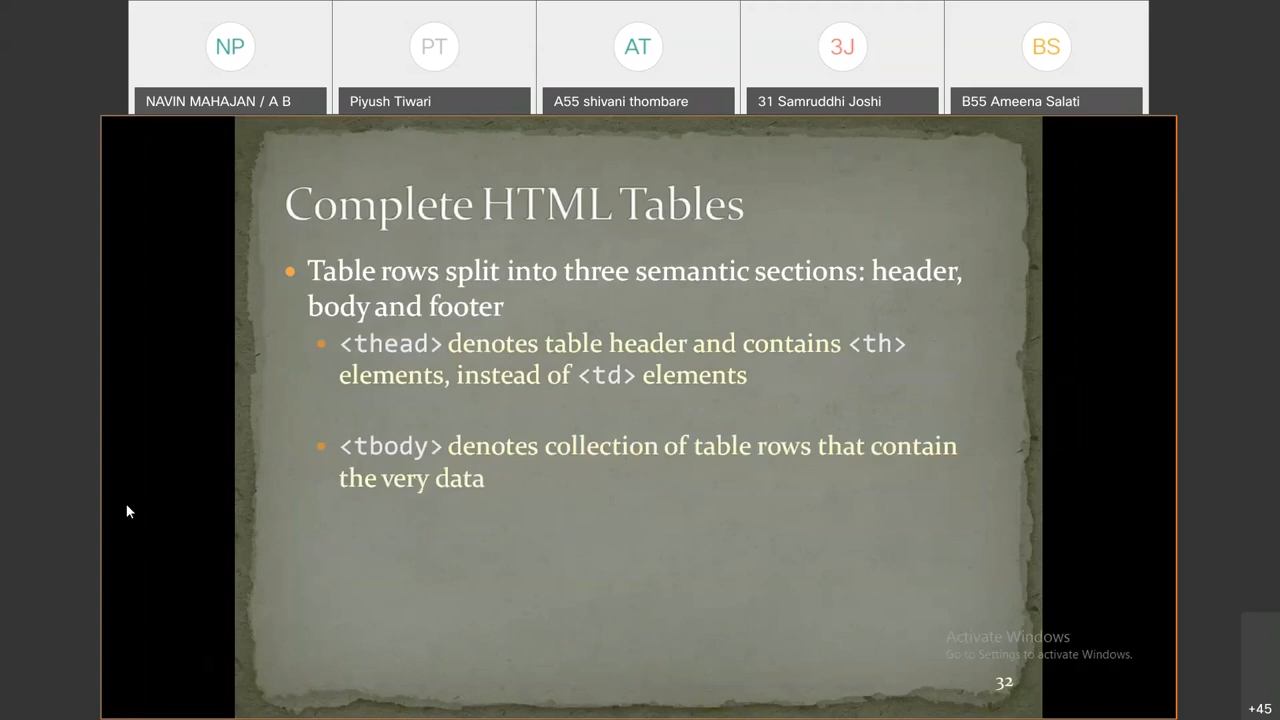 NP
PT
AT
3J
BS
NAVIN MAHAJAN / A B
Piyush Tiwari
A55 shivani thombare
31 Samruddhi Joshi
B55 Ameena Salati
Complete HTML Tables
Table rows split into three semantic sections: header,
body and footer
<thead> denotes table header and contains <th>
elements, instead of <td> elements
<tbody> denotes collection of table rows that contain
the very data
Activate Windows
Go to Settings to activate Windows.
32
+45